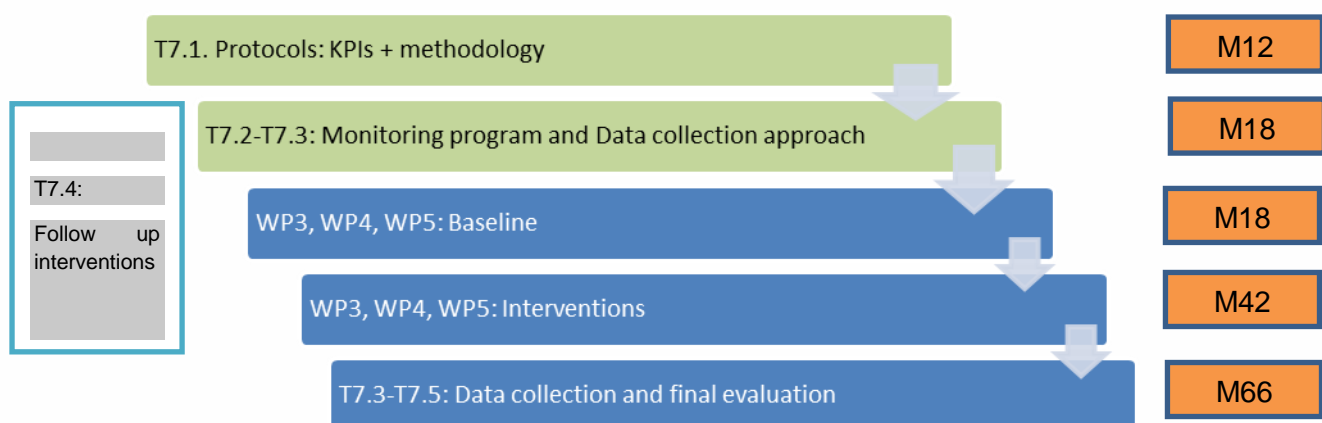 T7.1. Protocols: KPIs + methodology
M12
T7.2-T7.3: Monitoring program and Data collection approach
M18
T7.4:
Follow up
interventions
WP3, WP4, WP5: Baseline
M18
WP3, WP4, WP5: Interventions
M42
T7.3-T7.5: Data collection and final evaluation
M66